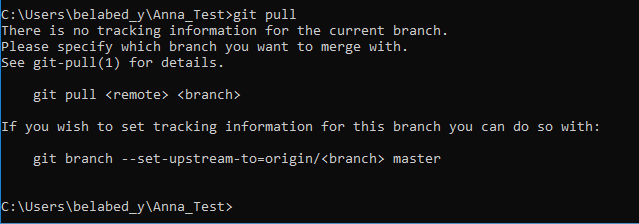 C:\Users\belabed_y\Anna_Test>git pull
There is no tracking information for the current branch.
Please specify which branch you want to merge with.
See git-pull(1) for details.

    git pull <remote> <branch>

If you wish to set tracking information for this branch you can do so with:

    git branch --set-upstream-to=origin/<branch> master


C:\Users\belabed_y\Anna_Test>